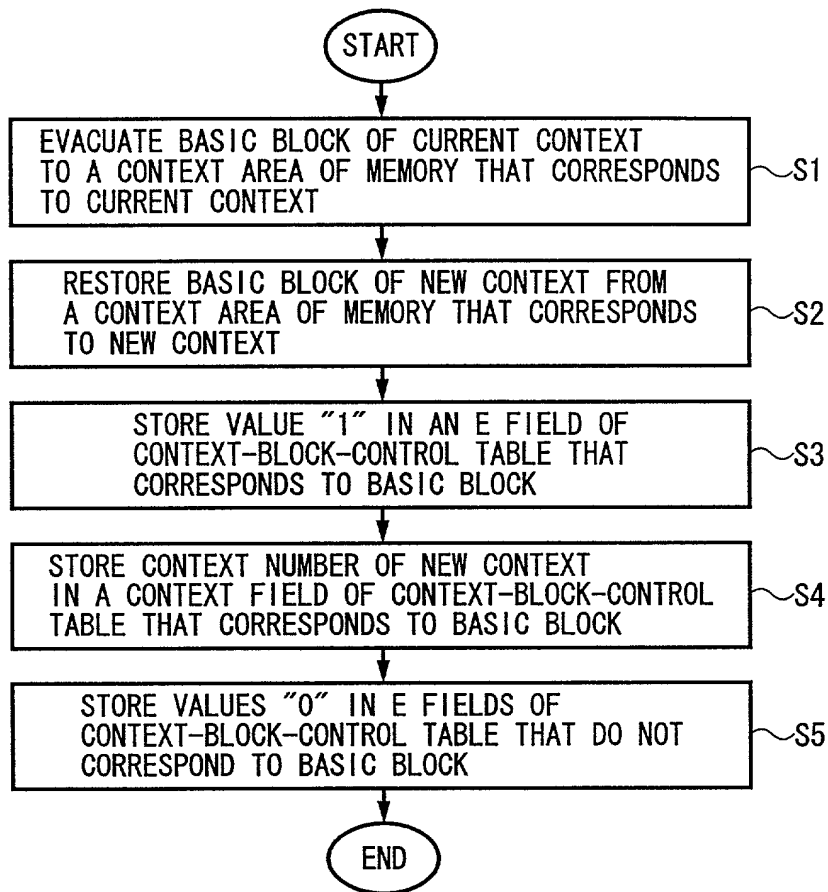 START
EVACUATE BASIC BLOCK OF CURRENT CONTEXT
TO A CONTEXT AREA OF MEMORY THAT CORRESPONDS
TO CURRENT CONTEXT
S1
RESTORE BASIC BLOCK OF NEW CONTEXT FROM
A CONTEXT AREA OF MEMORY THAT CORRESPONDS
TO NEW CONTEXT
S2
STORE VALUE "1" IN AN E FIELD OF
CONTEXT-BLOCK-CONTROL TABLE THAT
CORRESPONDS TO BASIC BLOCK
S3
STORE CONTEXT NUMBER OF NEW CONTEXT
IN A CONTEXT FIELD OF CONTEXT-BLOCK-CONTROL
TABLE THAT CORRESPONDS TO BASIC BLOCK
S4
STORE VALUES "0" IN E FIELDS OF
CONTEXT-BLOCK-CONTROL TABLE THAT DO NOT
CORRESPOND TO BASIC BLOCK
S5
END